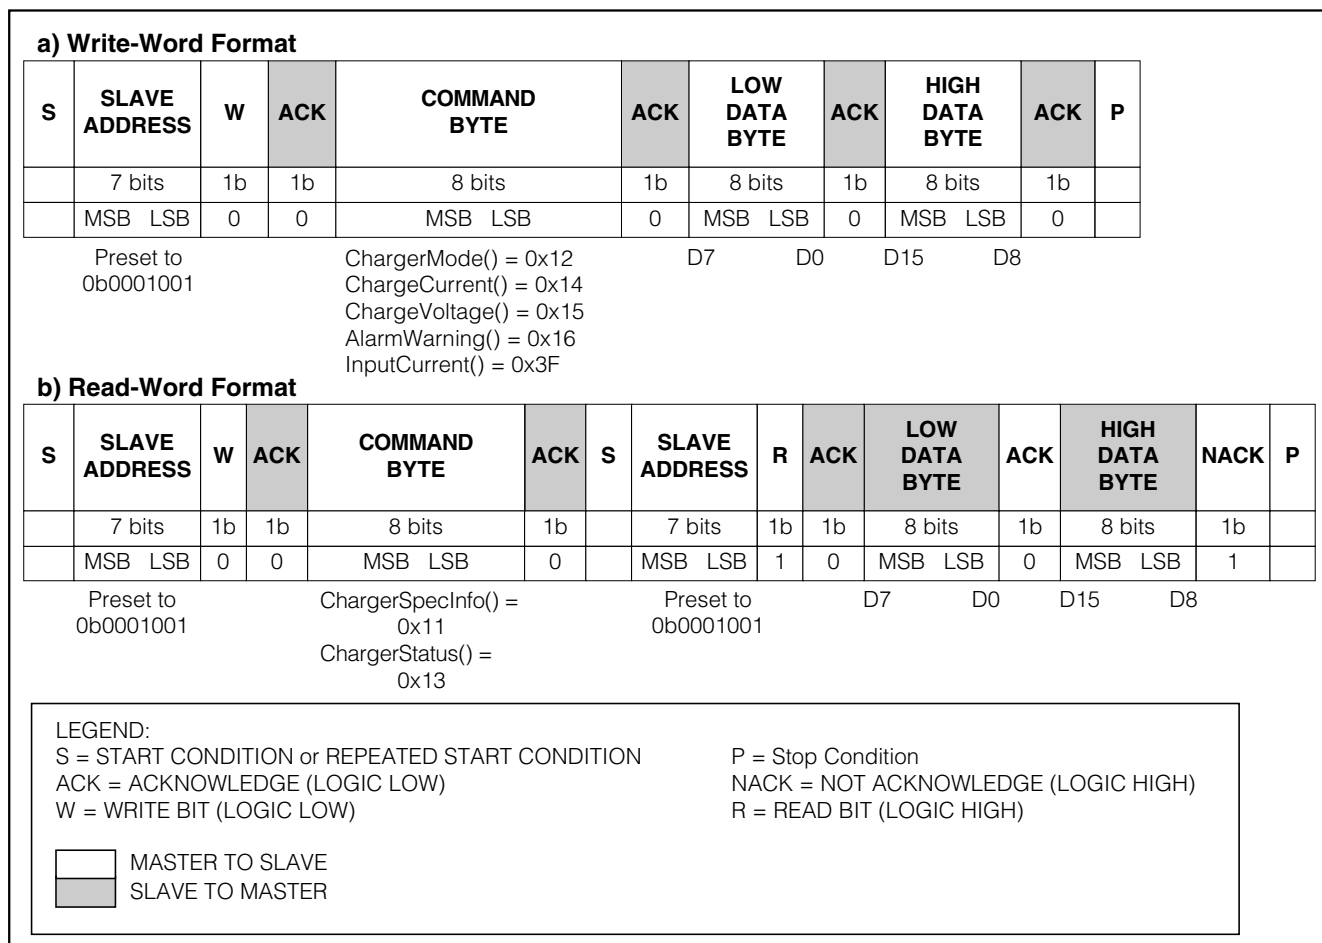 a) Write-Word Format
S SLAVE ADDRESS W ACK COMMAND BYTE ACK LOW DATA BYTE ACK HIGH DATA BYTE ACK P
7 bits 1b 1b 8 bits 1b 8 bits 1b 8 bits 1b
MSB LSB 0 0 MSB LSB 0 MSB LSB 0 MSB LSB 0
Preset to 0b0001001
ChargerMode() = 0x12
ChargeCurrent() = 0x14
ChargeVoltage() = 0x15
AlarmWarning() = 0x16
InputCurrent() = 0x3F
D7 D0 D15 D8
b) Read-Word Format
S SLAVE ADDRESS W ACK COMMAND BYTE ACK S SLAVE ADDRESS R ACK LOW DATA BYTE ACK HIGH DATA BYTE NACK P
7 bits 1b 1b 8 bits 1b 7 bits 1b 1b 8 bits 1b 8 bits 1b
MSB LSB 0 0 MSB LSB 0 MSB LSB 1 0 MSB LSB 0 MSB LSB 1
Preset to 0b0001001
ChargerSpecInfo() =
0x11
ChargerStatus() =
0x13
Preset to 0b0001001
D7 D0 D15 D8
LEGEND:
S = START CONDITION or REPEATED START CONDITION
ACK = ACKNOWLEDGE (LOGIC LOW)
W = WRITE BIT (LOGIC LOW)
P = Stop Condition
NACK = NOT ACKNOWLEDGE (LOGIC HIGH)
R = READ BIT (LOGIC HIGH)
MASTER TO SLAVE
SLAVE TO MASTER